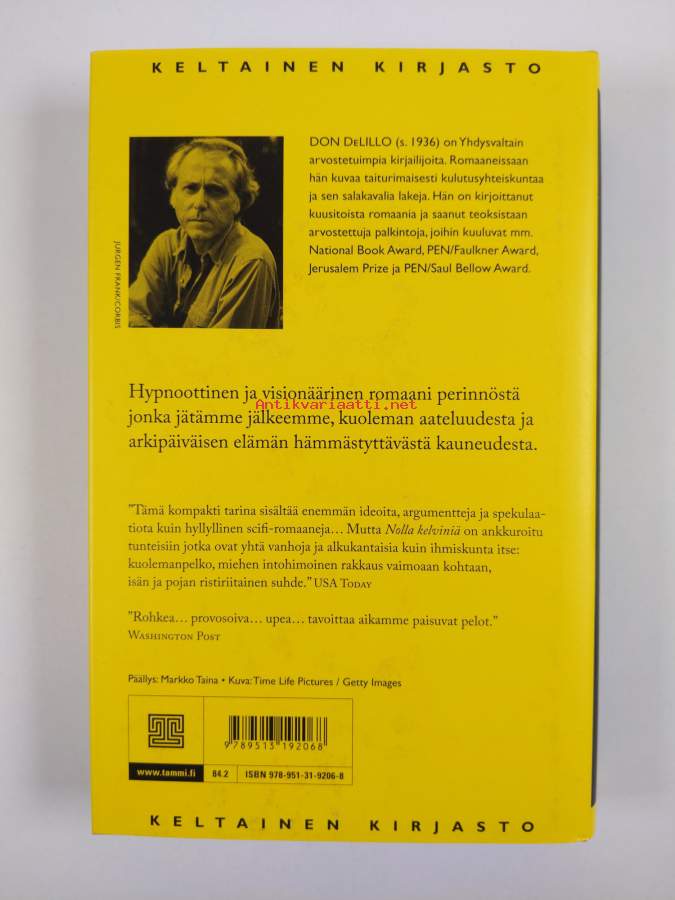 KELTAINEN KIRJASTO
DON DELILLO (s. 1936) on Yhdysvaltain
arvostetuimpia kirjailijoita. Romaaneissaan
hän kuvaa taiturimaisesti kulutusyhteiskuntaa
ja sen salakavalia lakeja. Hän on kirjoittanut
kuusitoista romaania ja saanut teoksistaan
arvostettuja palkintoja, joihin kuuluvat mm.
National Book Award, PEN/Faulkner Award,
Jerusalem Prize ja PEN/Saul Bellow Award.
JURGEN FRANK/CORBIS
Hypnoottinen ja visionäärinen romaani perinnöstä
Antikvariaatti.net
jonka jätämme jälkeemme, kuoleman aateluudesta ja
arkipäiväisen elämän hämmästyttävästä kauneudesta.
"Tämä kompakti tarina sisältää enemmän ideoita, argumentteja ja spekulaa-
tiota kuin hyllyllinen scifi-romaaneja... Mutta Nolla kelviniä on ankkuroitu
tunteisiin jotka ovat yhtä vanhoja ja alkukantaisia kuin ihmiskunta itse:
kuolemanpelko, miehen intohimoinen rakkaus vaimoaan kohtaan,
isän ja pojan ristiriitainen suhde." USA TODAY
"Rohkea... provosoiva... upea... tavoittaa aikamme paisuvat pelot."
WASHINGTON POST
Päällys: Markko Taina • Kuva: Time Life Pictures / Getty Images
9 789513 192068
www.tammi.fi
84.2
ISBN 978-951-31-9206-8
KELTAINEN KIRJASTO